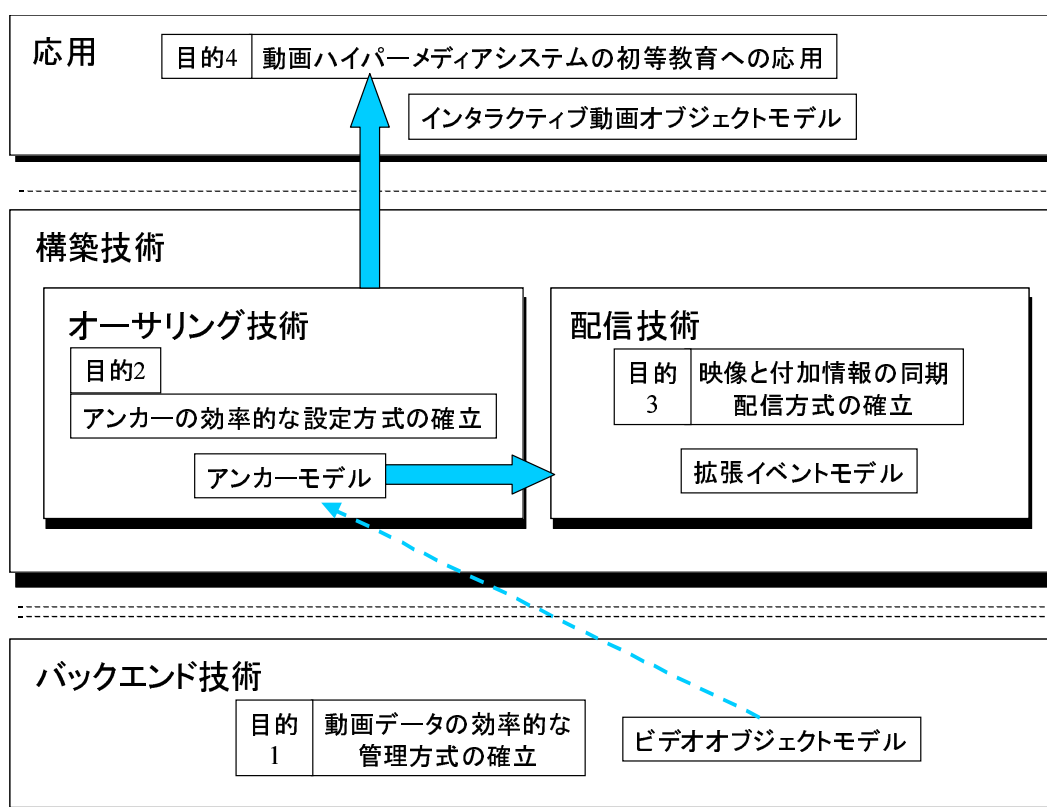 応用
目的4 動画ハイパーメディアシステムの初等教育への応用
インタラクティブ動画オブジェクトモデル
構築技術
オーサリング技術
目的2
アンカーの効率的な設定方式の確立
アンカーモデル
配信技術
目的
3
映像と付加情報の同期
配信方式の確立
拡張イベントモデル
バックエンド技術
目的
1
動画データの効率的な
管理方式の確立
ビデオオブジェクトモデル